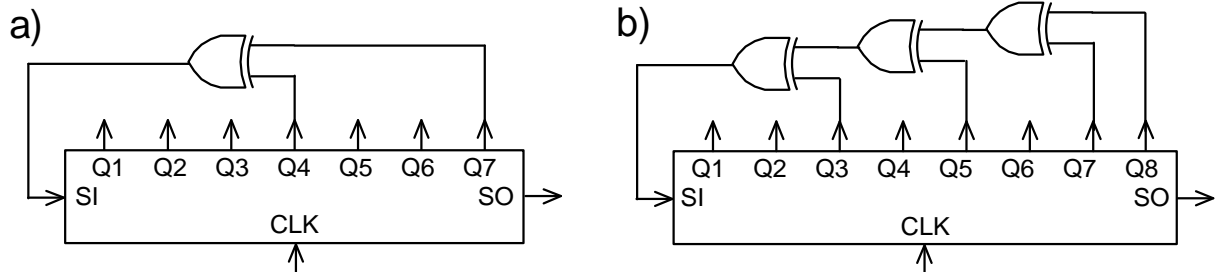 a)
Q1 Q2 Q3 Q4 Q5 Q6 Q7
SI SO
CLK
b)
Q1 Q2 Q3 Q4 Q5 Q6 Q7 Q8
SI SO
CLK